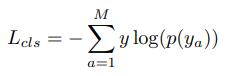 L_{cls} = -\sum_{a=1}^{M} y \log(p(y_a))